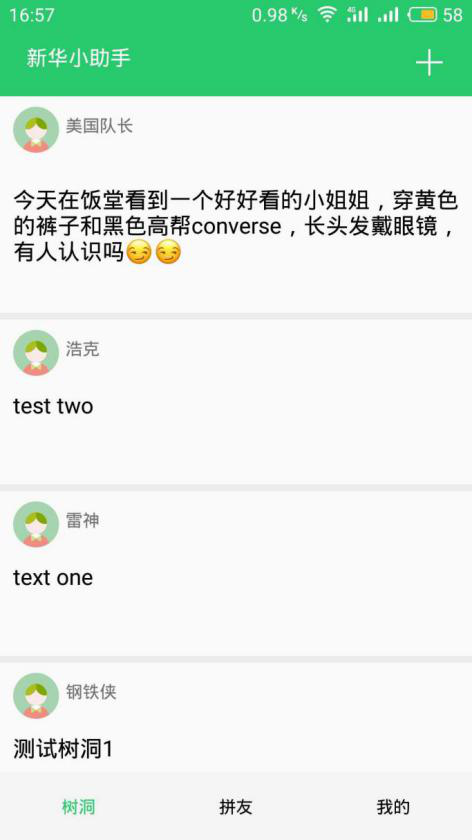 16:57 0.98 K/s 4G 58
新华小助手
美国队长
今天在饭堂看到一个好好看的小姐姐，穿黄色
的裤子和黑色高帮converse，长头发戴眼镜，
有人认识吗😏😏
浩克
test two
雷神
text one
钢铁侠
测试树洞1
树洞 拼友 我的